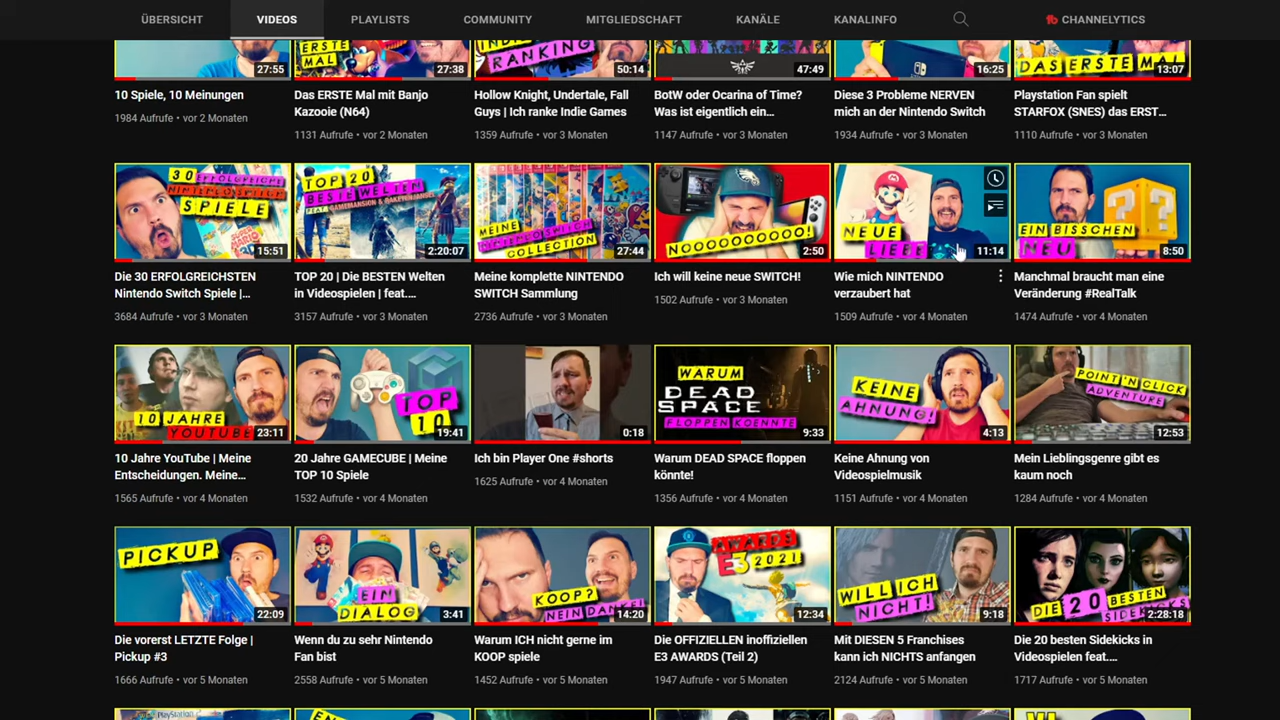 ÜBERSICHT
VIDEOS
PLAYLISTS
COMMUNITY
MITGLIEDSCHAFT
KANÄLE
KANALINFO
CHANNELYTICS
27:55
ERSTE
MAL
27:38
RANKING
50:14
47:49
16:25
DAS ERSTE MAL
13:07
10 Spiele, 10 Meinungen
1984 Aufrufe • vor 2 Monaten
Das ERSTE Mal mit Banjo
Kazooie (N64)
1131 Aufrufe • vor 2 Monaten
Hollow Knight, Undertale, Fall
Guys | Ich ranke Indie Games
1359 Aufrufe • vor 3 Monaten
BotW oder Ocarina of Time?
Was ist eigentlich ein...
1147 Aufrufe • vor 3 Monaten
Diese 3 Probleme NERVEN
mich an der Nintendo Switch
1934 Aufrufe • vor 3 Monaten
Playstation Fan spielt
STARFOX (SNES) das ERST...
1110 Aufrufe • vor 3 Monaten
30
ERFOLGREICHE
NINTENDO SWITCH
SPIELE
15:51
TOP 20
BESTE WELTEN
2:20:07
MEINE
NINTENDO SWITCH
COLLECTION
27:44
NOOOOOOOOO!
2:50
NEUE
LIEBE
11:14
EIN BISSCHEN
NEU
8:50
Die 30 ERFOLGREICHSTEN
Nintendo Switch Spiele |...
3684 Aufrufe • vor 3 Monaten
TOP 20 | Die BESTEN Welten
in Videospielen | feat....
3157 Aufrufe • vor 3 Monaten
Meine komplette NINTENDO
SWITCH Sammlung
2736 Aufrufe • vor 3 Monaten
Ich will keine neue SWITCH!
1502 Aufrufe • vor 3 Monaten
Wie mich NINTENDO
verzaubert hat
1509 Aufrufe • vor 4 Monaten
Manchmal braucht man eine
Veränderung #RealTalk
1474 Aufrufe • vor 4 Monaten
10 JAHRE
YOUTUBE
23:11
TOP
10
19:41
0:18
WARUM
DEAD
SPACE
FLOPPEN KOENNTE
9:33
KEINE
AHNUNG!
4:13
POINT'N CLICK
ADVENTURE
12:53
10 Jahre YouTube | Meine
Entscheidungen. Meine...
1565 Aufrufe • vor 4 Monaten
20 Jahre GAMECUBE | Meine
TOP 10 Spiele
1532 Aufrufe • vor 4 Monaten
Ich bin Player One #shorts
1625 Aufrufe • vor 4 Monaten
Warum DEAD SPACE floppen
könnte!
1356 Aufrufe • vor 4 Monaten
Keine Ahnung von
Videospielmusik
1151 Aufrufe • vor 4 Monaten
Mein Lieblingsgenre gibt es
kaum noch
1284 Aufrufe • vor 4 Monaten
PICKUP
22:09
EIN
DIALOG
3:41
KOOP?
NEIN DANKE!
14:20
AWARDS
E3 2021
12:34
WILL ICH
NICHT!
9:18
DIE 20 BESTEN
SIDEKICKS
2:28:18
Die vorerst LETZTE Folge |
Pickup #3
1666 Aufrufe • vor 5 Monaten
Wenn du zu sehr Nintendo
Fan bist
2558 Aufrufe • vor 5 Monaten
Warum ICH nicht gerne im
KOOP spiele
1452 Aufrufe • vor 5 Monaten
Die OFFIZIELLEN inoffiziellen
E3 AWARDS (Teil 2)
1947 Aufrufe • vor 5 Monaten
Mit DIESEN 5 Franchises
kann ich NICHTS anfangen
2124 Aufrufe • vor 5 Monaten
Die 20 besten Sidekicks in
Videospielen feat....
1717 Aufrufe • vor 5 Monaten
PlayStation